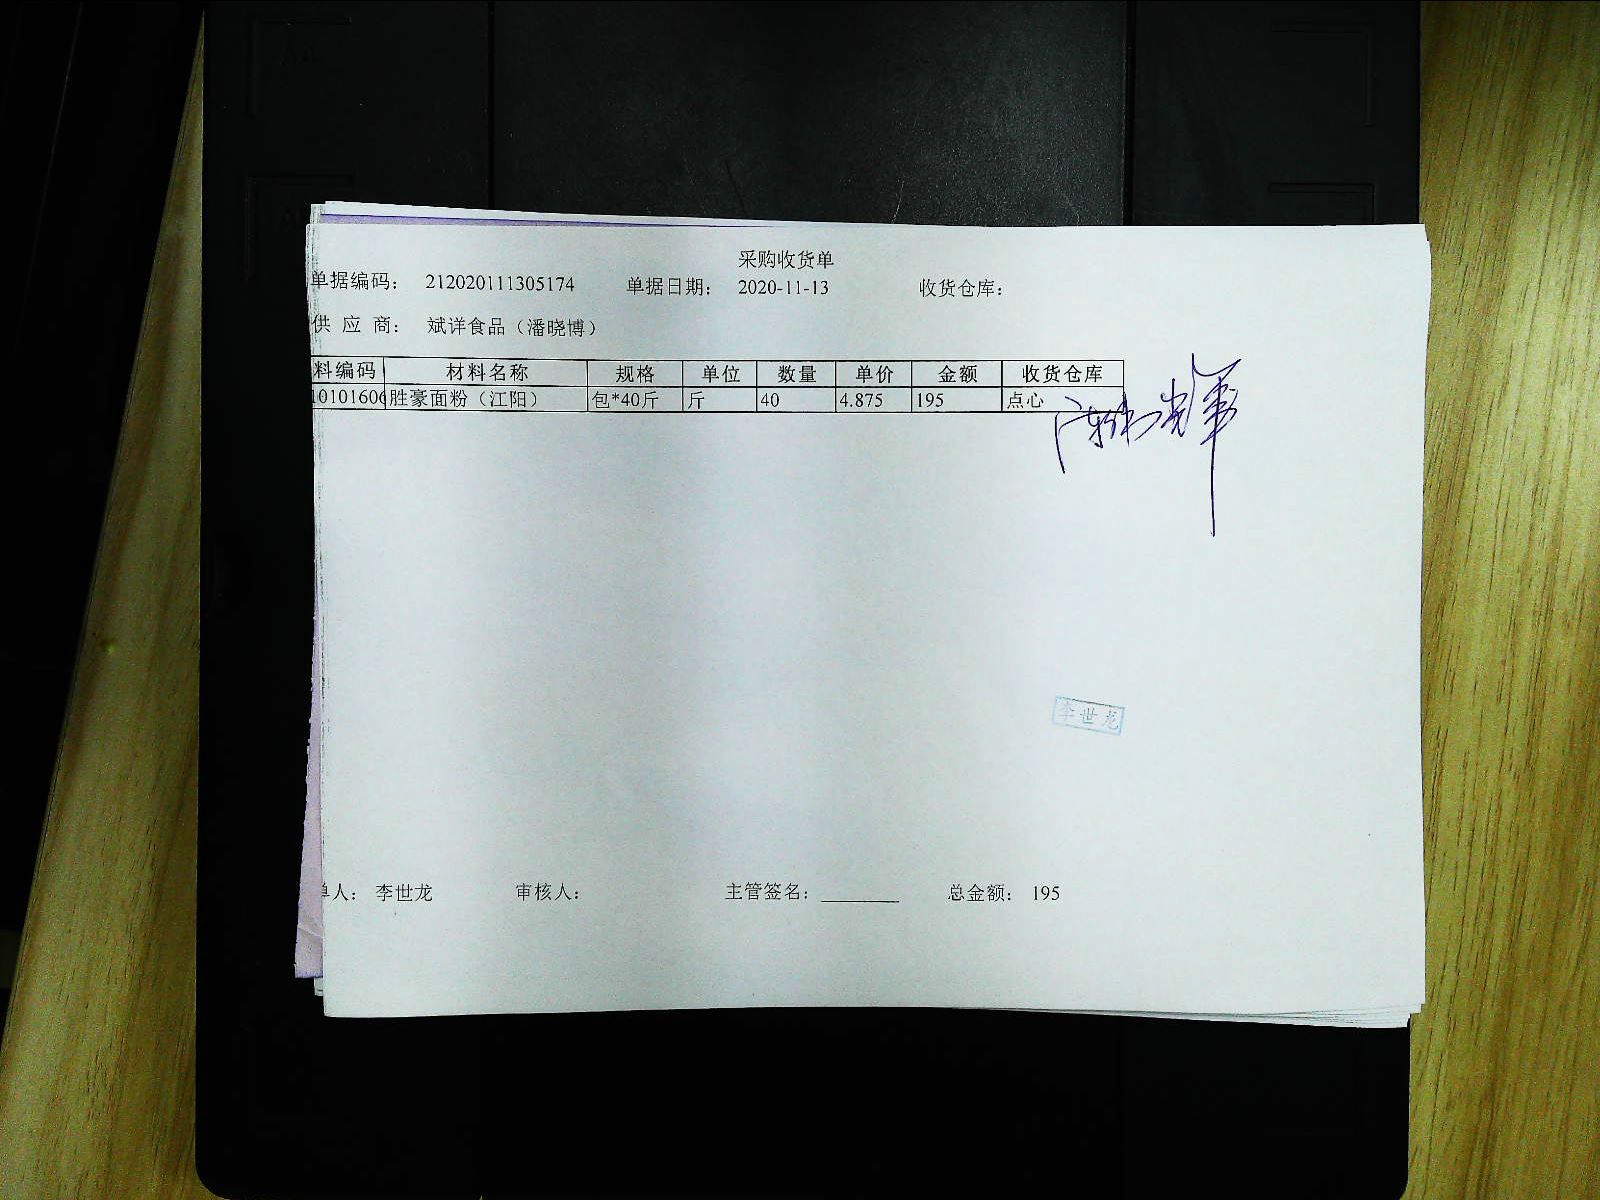 采购收货单
单据编码： 212020111305174 单据日期： 2020-11-13 收货仓库：
供 应 商： 斌详食品（潘晓博）
料编码 材料名称 规格 单位 数量 单价 金额 收货仓库
10101606 胜豪面粉（江阳） 包*40斤 斤 40 4.875 195 点心
李世龙
单人： 李世龙 审核人： 主管签名： 总金额： 195